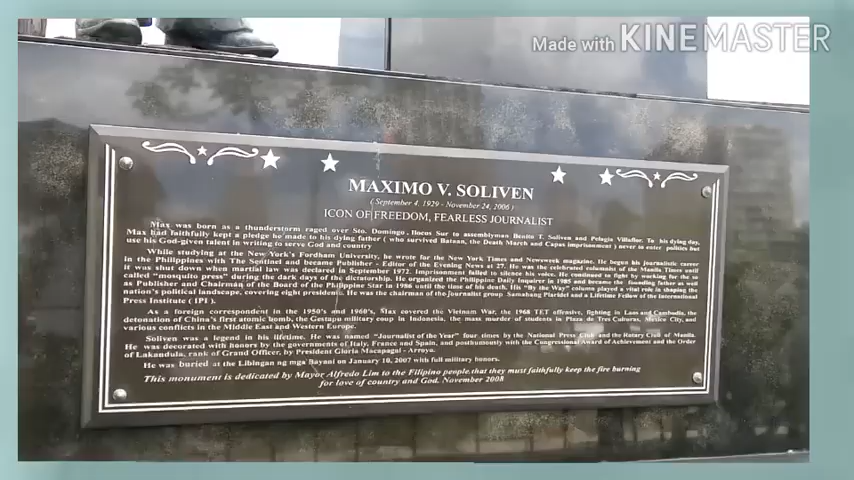 Made with KINEMASTER
MAXIMO V. SOLIVEN
( September 4, 1929 - November 24, 2006 )
ICON OF FREEDOM, FEARLESS JOURNALIST
Max was born as a thunderstorm raged over Sto. Domingo, Ilocos Sur to assemblyman Benito T. Soliven and Pelagia Villaflor. To his dying day,
Max had faithfully kept a pledge he made to his dying father ( who survived Bataan, the Death March and Capas imprisonment ) never to enter politics but
use his God-given talent in writing to serve God and country
While studying at the New York's Fordham University, he wrote for the New York Times and Newsweek magazine. He begun his journalistic career
in the Philippines with The Sentinel and became Publisher - Editor of the Evening News at 27. He was the celebrated columnist of the Manila Times until
it was shut down when martial law was declared in September 1972. Imprisonment failed to silence his voice. He continued to fight by working for the so
called "mosquito press" during the dark days of the dictatorship. He organized the Philippine Daily Inquirer in 1985 and became the founding father as well
as Publisher and Chairman of the Board of the Philippine Star in 1986 until the time of his death. His "By the Way" column played a vital role in shaping the
nation's political landscape, covering eight presidents. He was the chairman of the journalist group Samahang Plaridel and a Lifetime Fellow of the International
Press Institute ( IPI ).
As a foreign correspondent in the 1950's and 1960's, Max covered the Vietnam War, the 1968 TET offensive, fighting in Laos and Cambodia, the
detonation of China's first atomic bomb, the Gestapu military coup in Indonesia, the mass murder of students in Plaza de Tres Culturas, Mexico City, and
various conflicts in the Middle East and Western Europe.
Soliven was a legend in his lifetime. He was named "Journalist of the Year" four times by the National Press Club and the Rotary Club of Manila.
He was decorated with honors by the governments of Italy, France and Spain, and posthumously with the Congressional Award of Achievement and the Order
of Lakandula, rank of Grand Officer, by President Gloria Macapagal - Arroyo.
He was buried at the Libingan ng mga Bayani on January 10, 2007 with full military honors.
This monument is dedicated by Mayor Alfredo Lim to the Filipino people, that they must faithfully keep the fire burning
for love of country and God. November 2008